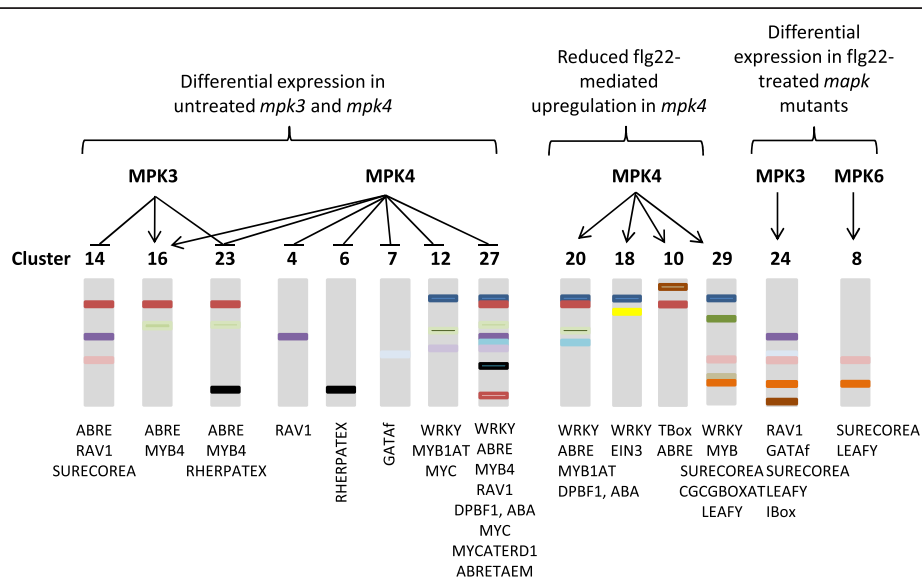 Differential expression in
untreated mpk3 and mpk4
Reduced flg22-
mediated
upregulation in mpk4
Differential
expression in flg22-
treated mapk
mutants
MPK3
MPK4
MPK4
MPK3
MPK6
Cluster 14 16 23 4 6 7 12 27 20 18 10 29 24 8
ABRE
RAV1
SURECOREA
ABRE
MYB4
ABRE
MYB4
RHERPATEX
RAV1
RHERPATEX
GATAf
WRKY
MYB1AT
MYC
WRKY
ABRE
MYB4
RAV1
DPBF1, ABA
MYC
MYCATERD1
ABRETAEM
WRKY
ABRE
MYB1AT
DPBF1, ABA
WRKY
EIN3
TBox
ABRE
WRKY
MYB
SURECOREA
CGCGBOXAT
LEAFY
RAV1
GATAf
SURECOREA
LEAFY
IBox
SURECOREA
LEAFY